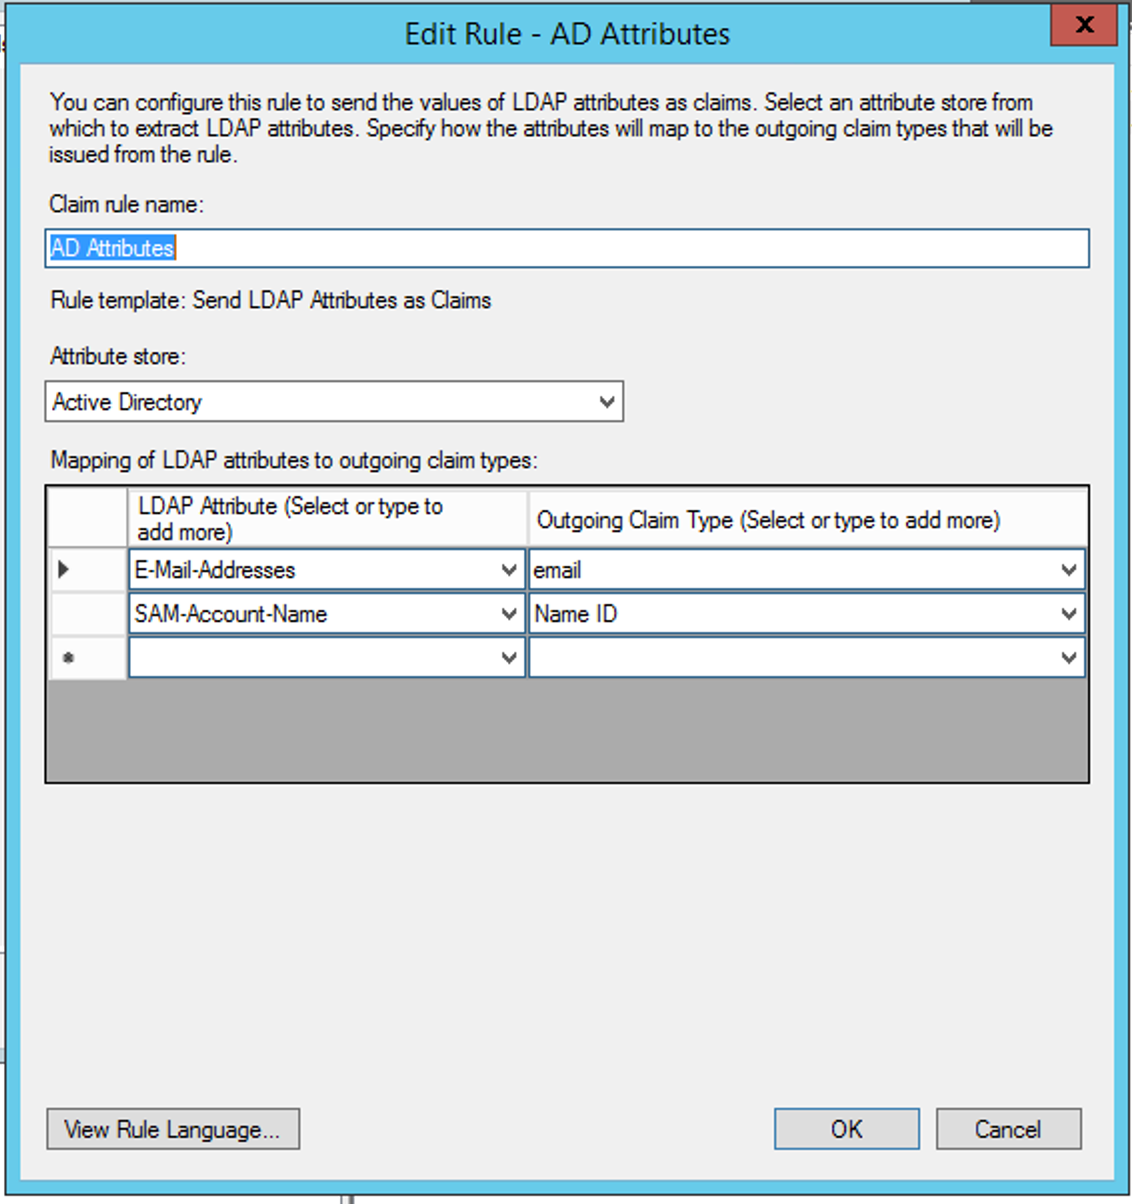 Edit Rule - AD Attributes
X
You can configure this rule to send the values of LDAP attributes as claims. Select an attribute store from
which to extract LDAP attributes. Specify how the attributes will map to the outgoing claim types that will be
issued from the rule.
Claim rule name:
AD Attributes
Rule template: Send LDAP Attributes as Claims
Attribute store:
Active Directory
Mapping of LDAP attributes to outgoing claim types:
LDAP Attribute (Select or type to
add more)
Outgoing Claim Type (Select or type to add more)
E-Mail-Addresses
email
SAM-Account-Name
Name ID
*
View Rule Language...
OK
Cancel